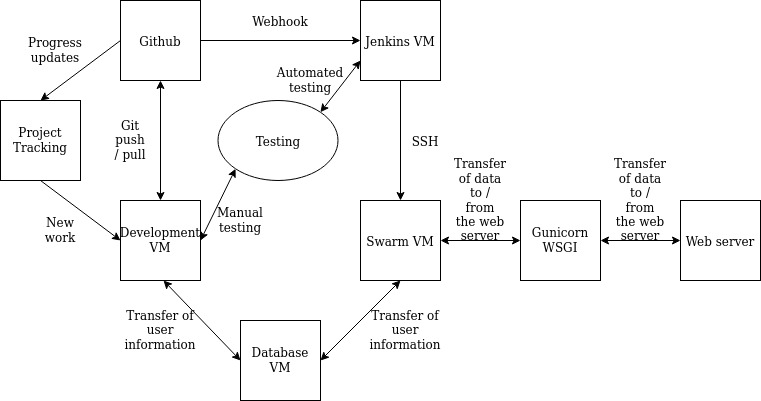 Webhook
Github
Jenkins VM
Progress
updates
Automated
testing
Project
Tracking
Git
push
/ pull
Testing
SSH
Transfer
of data
to /
from
the web
server
Transfer
of data
to /
from
the web
server
New
work
Development
VM
Manual
testing
Swarm VM
Gunicorn
WSGI
Web server
Transfer of
user
information
Transfer of
user
information
Database
VM